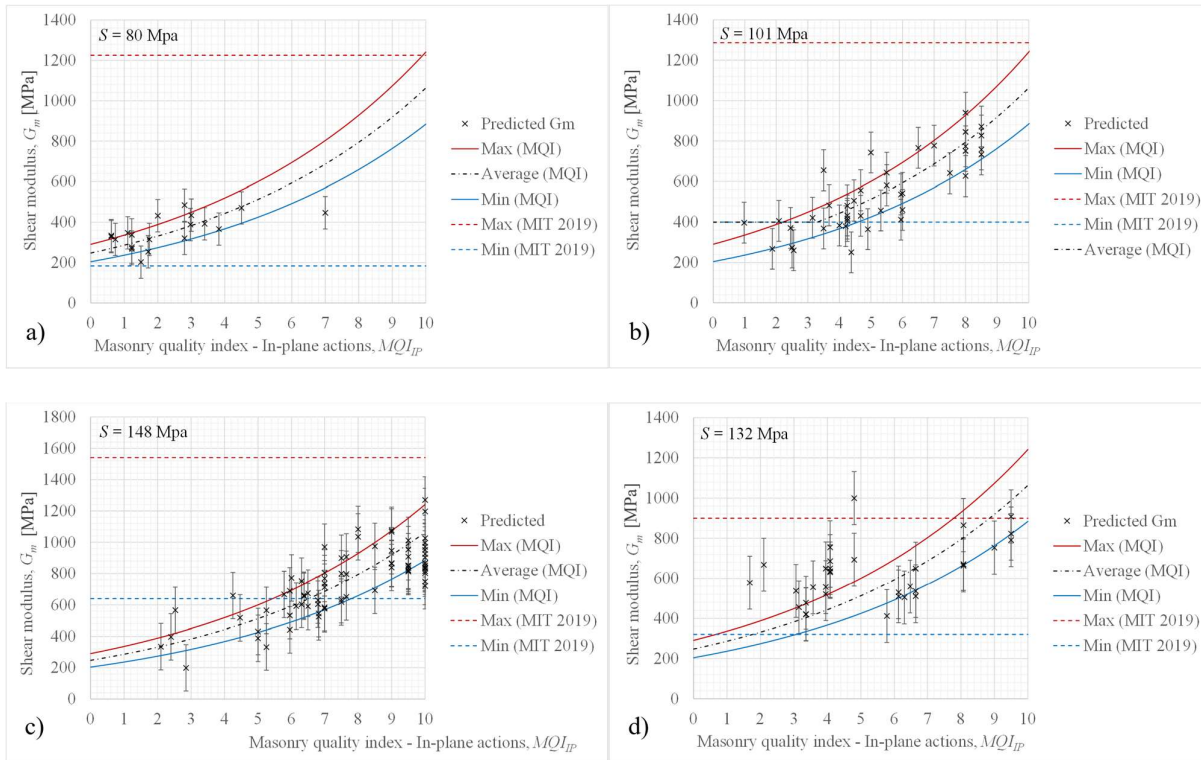 S = 80 Mpa
1400
1200
1000
800
600
400
200
0
Shear modulus, Gm [MPa]
0 1 2 3 4 5 6 7 8 9 10
Masonry quality index - In-plane actions, MQI_IP
Predicted Gm
Max (MQI)
Average (MQI)
Min (MQI)
Max (MIT 2019)
Min (MIT 2019)
a)
S = 101 Mpa
1400
1200
1000
800
600
400
200
0
Shear modulus, Gm [MPa]
0 1 2 3 4 5 6 7 8 9 10
Masonry quality index- In-plane actions, MQI_IP
Predicted
Max (MQI)
Min (MQI)
Max (MIT 2019)
Min (MIT 2019)
Average (MQI)
b)
S = 148 Mpa
1800
1600
1400
1200
1000
800
600
400
200
0
Shear modulus, Gm [MPa]
0 1 2 3 4 5 6 7 8 9 10
Masonry quality index - In-plane actions, MQI_IP
Predicted
Max (MQI)
Average (MQI)
Min (MQI)
Max (MIT 2019)
Min (MIT 2019)
c)
S = 132 Mpa
1400
1200
1000
800
600
400
200
0
Shear modulus, Gm [MPa]
0 1 2 3 4 5 6 7 8 9 10
Masonry quality index - In-plane actions, MQI_IP
Predicted Gm
Max (MQI)
Average (MQI)
Min (MQI)
Max (MIT 2019)
Min (MIT 2019)
d)